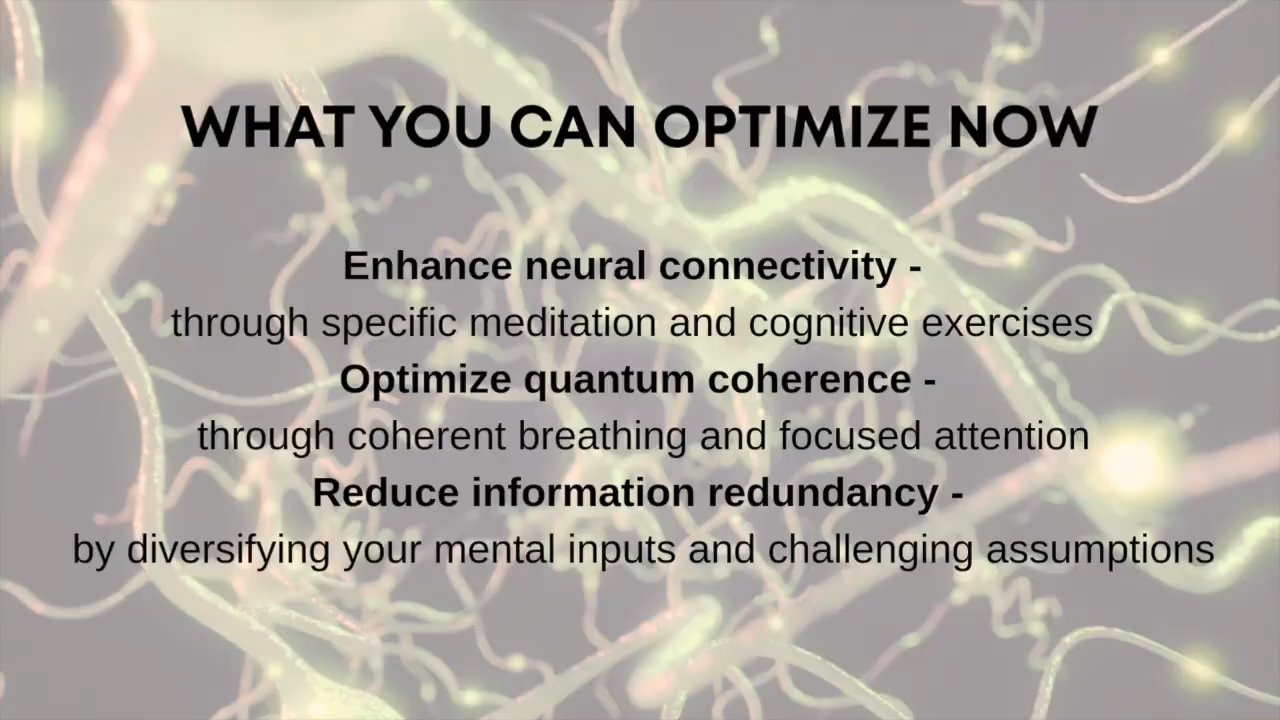 WHAT YOU CAN OPTIMIZE NOW
Enhance neural connectivity -
through specific meditation and cognitive exercises
Optimize quantum coherence -
through coherent breathing and focused attention
Reduce information redundancy -
by diversifying your mental inputs and challenging assumptions